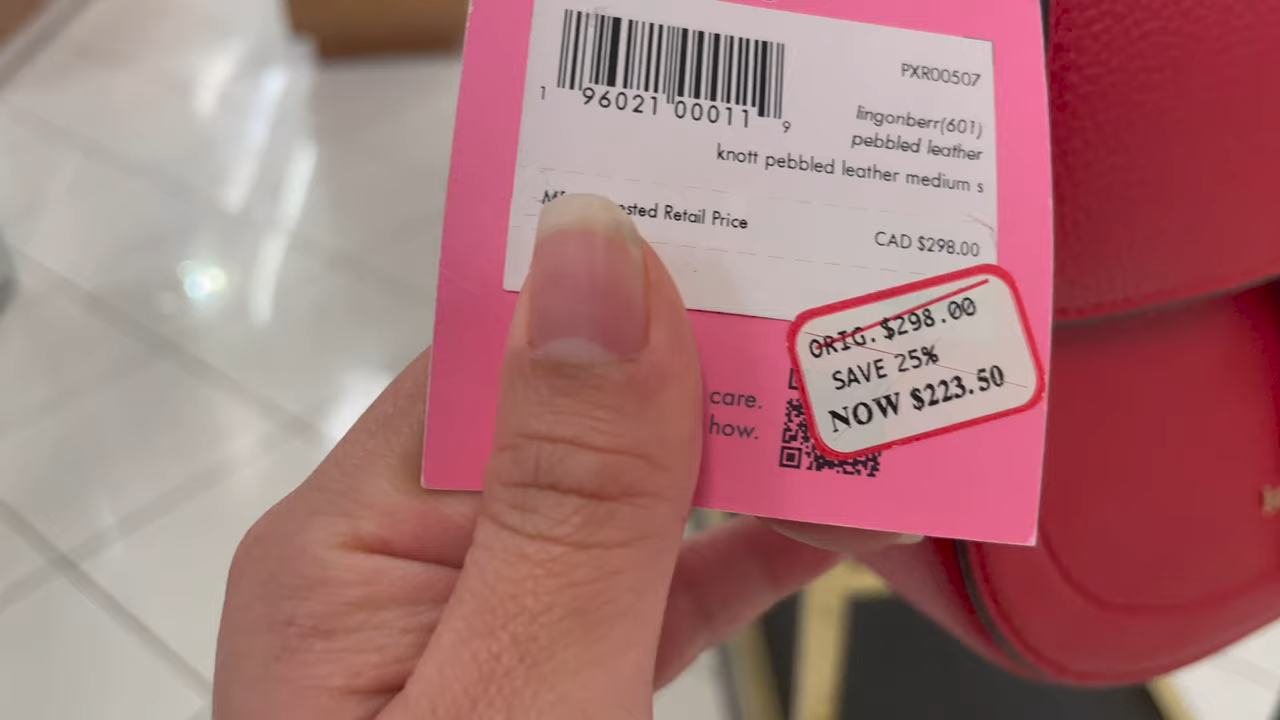 PXR00507
1 96021 00011 9
lingonberr(601)
pebbled leather
knott pebbled leather medium s
Retail Price
CAD $298.00
ORIG. $298.00
SAVE 25%
NOW $223.50
care.
how.